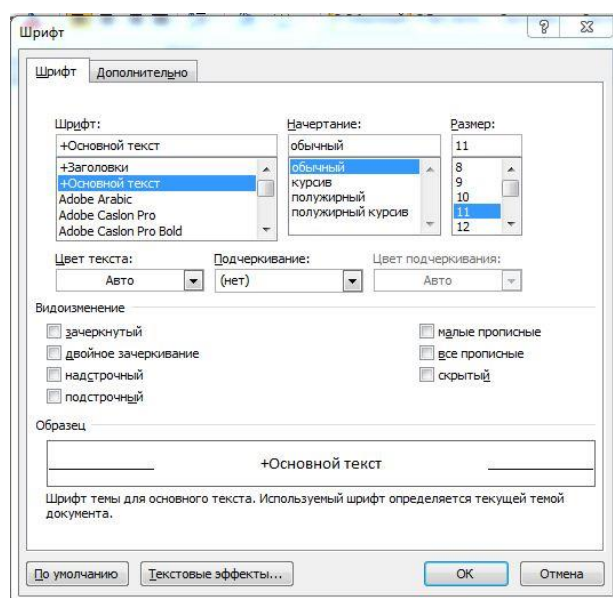 Шрифт
Шрифт Дополнительно
Шрифт: Начертание: Размер:
+Основной текст обычный 11
+Заголовки обычный 8
+Основной текст курсив 9
Adobe Arabic полужирный 10
Adobe Caslon Pro полужирный курсив 11
Adobe Caslon Pro Bold 12
Цвет текста: Подчеркивание: Цвет подчеркивания:
Авто (нет) Авто
Видоизменение
зачеркнутый малые прописные
двойное зачеркивание все прописные
надстрочный скрытый
подстрочный
Образец
+Основной текст
Шрифт темы для основного текста. Используемый шрифт определяется текущей темой
документа.
По умолчанию Текстовые эффекты... ОК Отмена